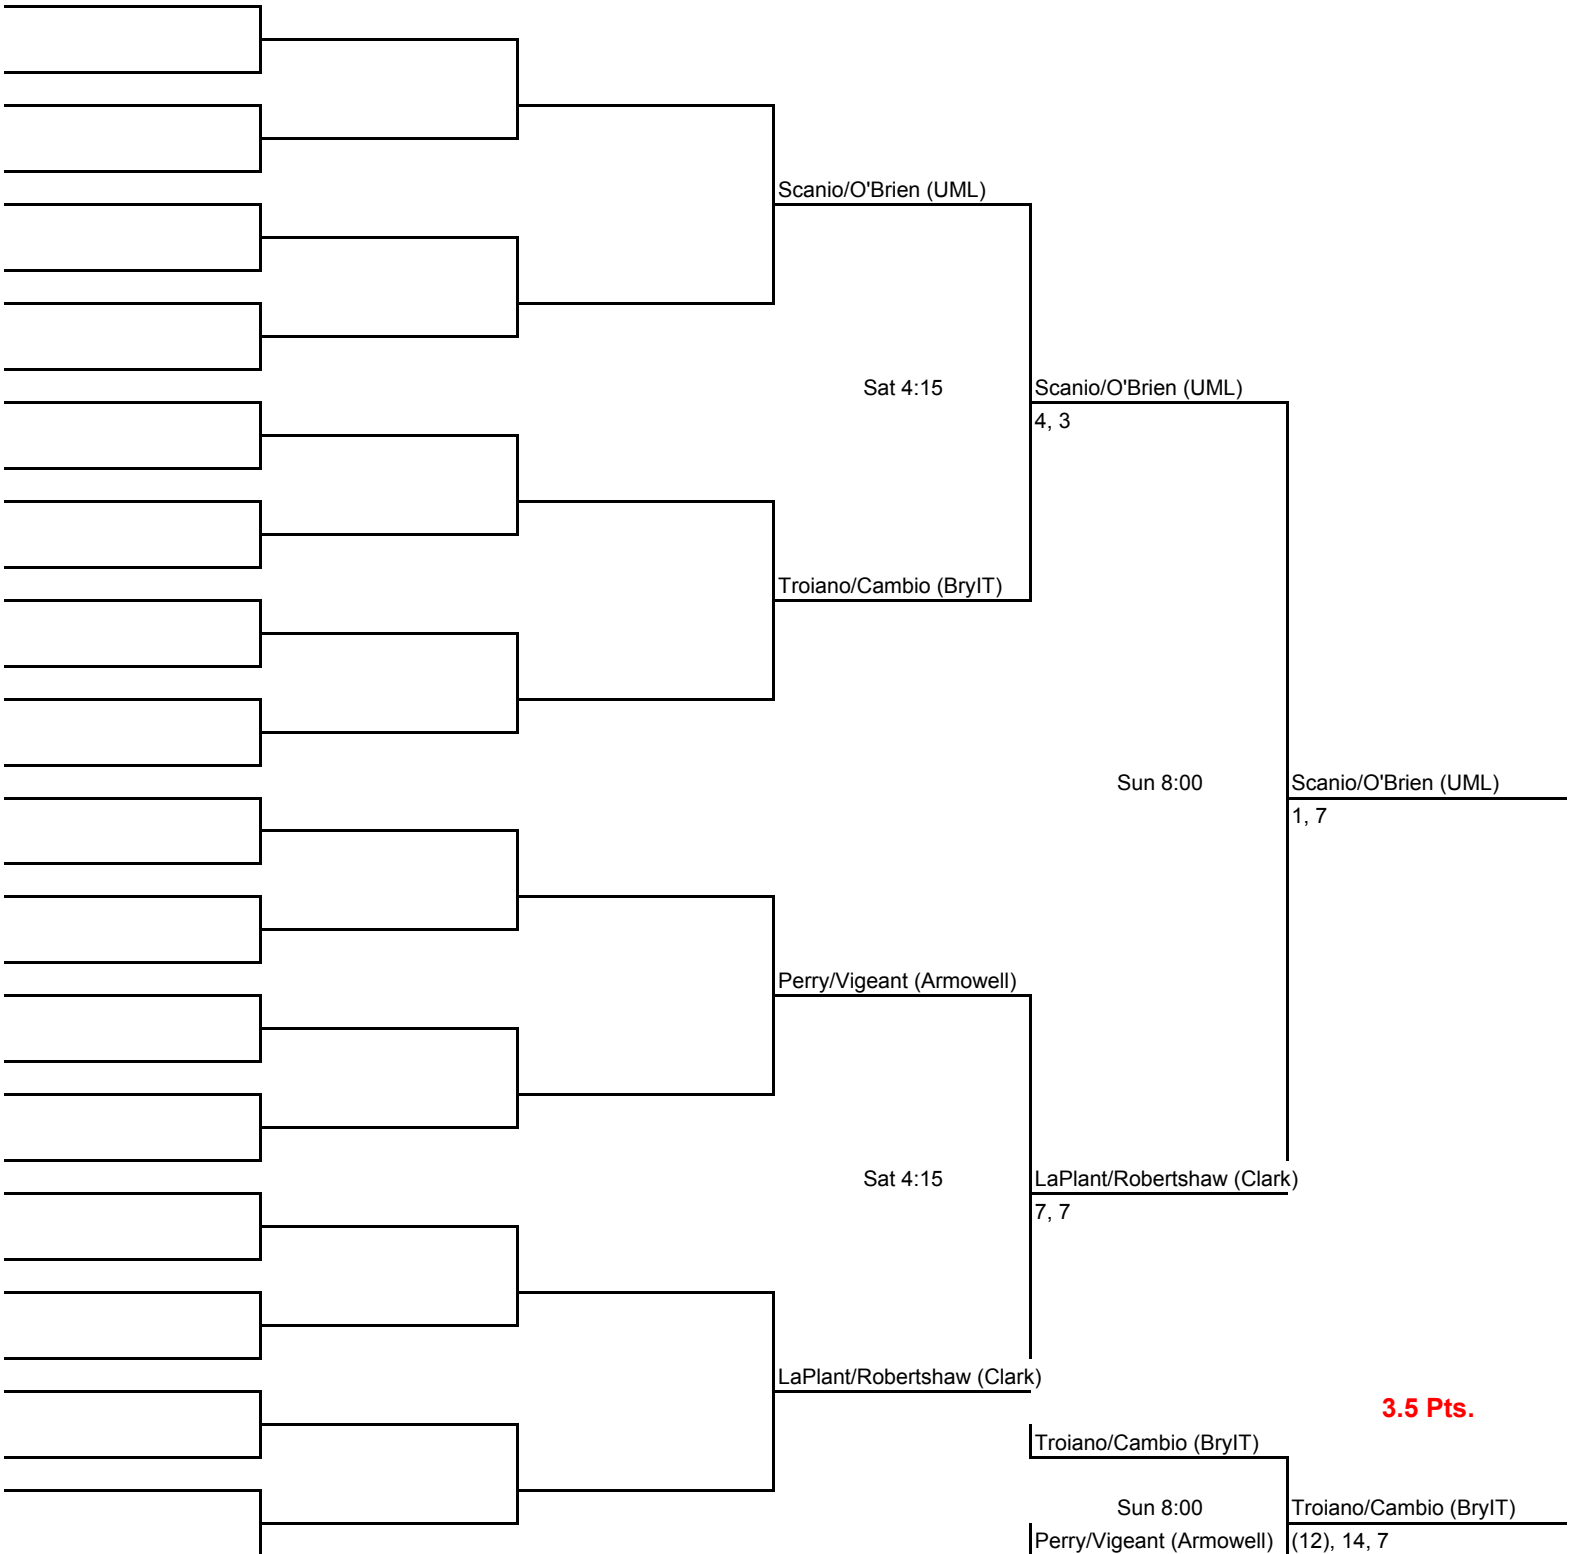 Scanio/O'Brien (UML)
Sat 4:15
Scanio/O'Brien (UML)
4, 3
Troiano/Cambio (BryIT)
Sun 8:00
Scanio/O'Brien (UML)
1, 7
Perry/Vigeant (Armowell)
Sat 4:15
LaPlant/Robertshaw (Clark)
7, 7
LaPlant/Robertshaw (Clark)
3.5 Pts.
Troiano/Cambio (BryIT)
Sun 8:00
Troiano/Cambio (BryIT)
Perry/Vigeant (Armowell)
(12), 14, 7